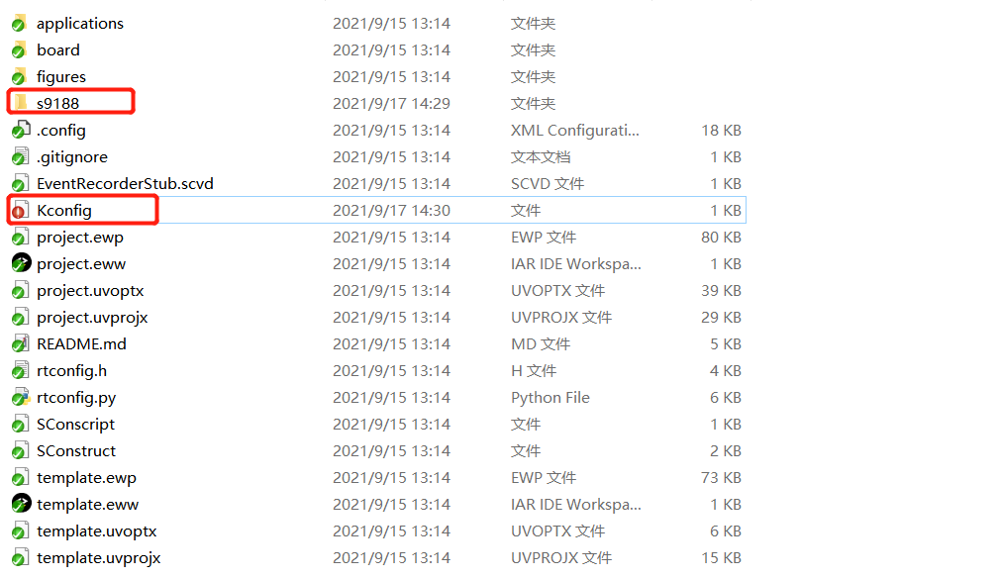 applications 2021/9/15 13:14 文件夹
board 2021/9/15 13:14 文件夹
figures 2021/9/15 13:14 文件夹
s9188 2021/9/17 14:29 文件夹
.config 2021/9/15 13:14 XML Configurati... 18 KB
.gitignore 2021/9/15 13:14 文本文档 1 KB
EventRecorderStub.scvd 2021/9/15 13:14 SCVD 文件 1 KB
Kconfig 2021/9/17 14:30 文件 1 KB
project.ewp 2021/9/15 13:14 EWP 文件 80 KB
project.eww 2021/9/15 13:14 IAR IDE Workspa... 1 KB
project.uvoptx 2021/9/15 13:14 UVOPTX 文件 39 KB
project.uvprojx 2021/9/15 13:14 UVPROJX 文件 29 KB
README.md 2021/9/15 13:14 MD 文件 5 KB
rtconfig.h 2021/9/15 13:14 H 文件 4 KB
rtconfig.py 2021/9/15 13:14 Python File 6 KB
SConscript 2021/9/15 13:14 文件 1 KB
SConstruct 2021/9/15 13:14 文件 2 KB
template.ewp 2021/9/15 13:14 EWP 文件 73 KB
template.eww 2021/9/15 13:14 IAR IDE Workspa... 1 KB
template.uvoptx 2021/9/15 13:14 UVOPTX 文件 6 KB
template.uvprojx 2021/9/15 13:14 UVPROJX 文件 15 KB